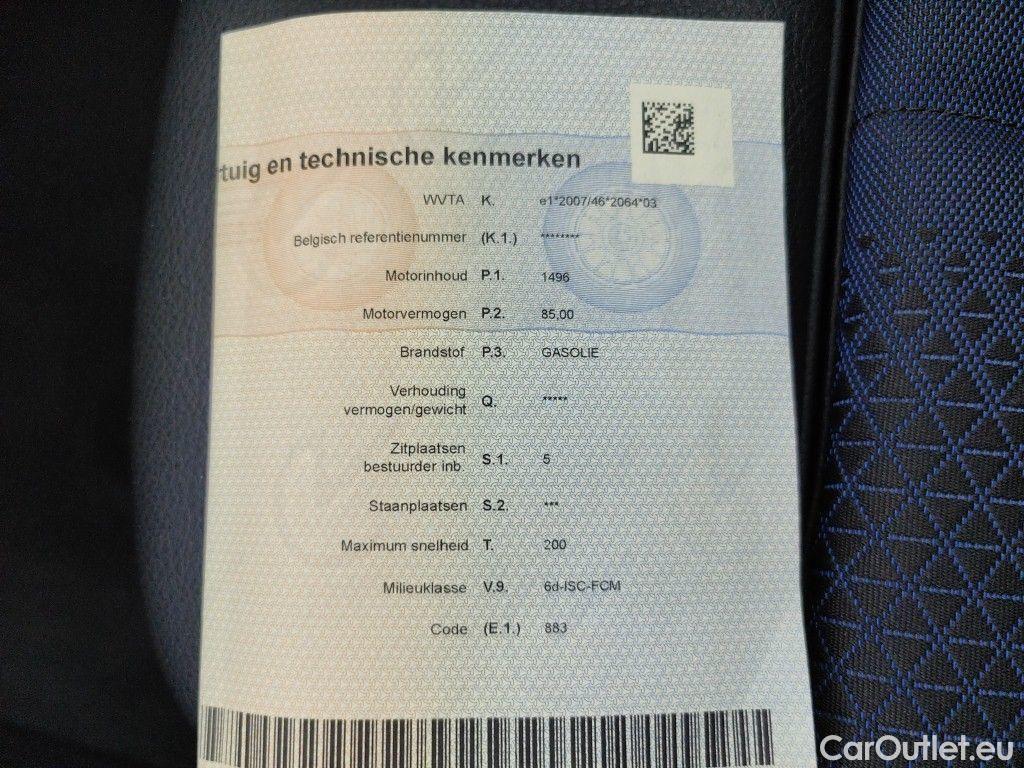 tuig en technische kenmerken
WVTA K. e1*2007/46*2064*03
Belgisch referentienummer (K.1.) ********
Motorinhoud P.1. 1496
Motorvermogen P.2. 85,00
Brandstof P.3. GASOLIE
Verhouding
vermogen/gewicht Q. *****
Zitplaatsen
bestuurder inb. S.1. 5
Staanplaatsen S.2. ***
Maximum snelheid T. 200
Milieuklasse V.9. 6d-ISC-FCM
Code (E.1.) 883
CarOutlet.eu